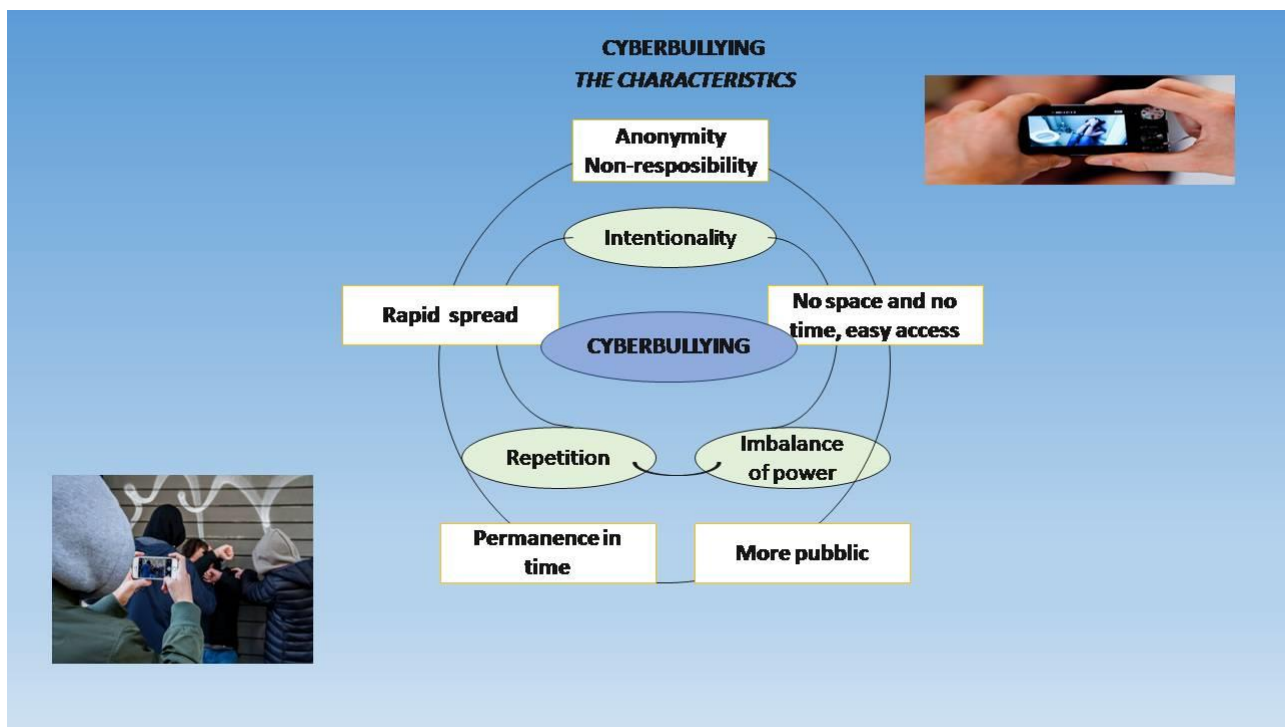 CYBERBULLYING
THE CHARACTERISTICS
Anonymity
Non-resposibility
Intentionality
Rapid spread
No space and no
time, easy access
CYBERBULLYING
Repetition
Imbalance
of power
Permanence in
time
More pubblic